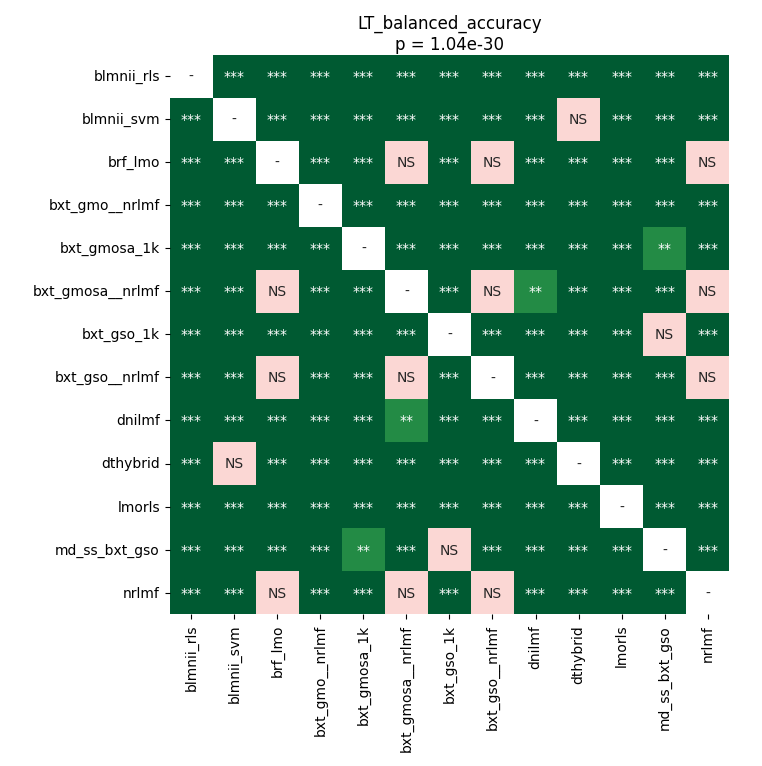 LT_balanced_accuracy
p = 1.04e-30
blmnii_rls - *** *** *** *** *** *** *** *** *** *** *** ***
blmnii_svm *** - *** *** *** *** *** *** *** NS *** *** ***
brf_lmo *** *** - *** *** NS *** NS *** *** *** *** NS
bxt_gmo__nrlmf *** *** *** - *** *** *** *** *** *** *** *** ***
bxt_gmosa_1k *** *** *** *** - *** *** *** *** *** *** ** ***
bxt_gmosa__nrlmf *** *** NS *** *** - *** NS ** *** *** *** NS
bxt_gso_1k *** *** *** *** *** *** - *** *** *** *** NS ***
bxt_gso__nrlmf *** *** NS *** *** NS *** - *** *** *** *** NS
dnilmf *** *** *** *** *** ** *** *** - *** *** *** ***
dthybrid *** NS *** *** *** *** *** *** *** - *** *** ***
lmorls *** *** *** *** *** *** *** *** *** *** - *** ***
md_ss_bxt_gso *** *** *** *** ** *** NS *** *** *** *** - ***
nrlmf *** *** NS *** *** NS *** NS *** *** *** *** -
blmnii_rls
blmnii_svm
brf_lmo
bxt_gmo__nrlmf
bxt_gmosa_1k
bxt_gmosa__nrlmf
bxt_gso_1k
bxt_gso__nrlmf
dnilmf
dthybrid
lmorls
md_ss_bxt_gso
nrlmf